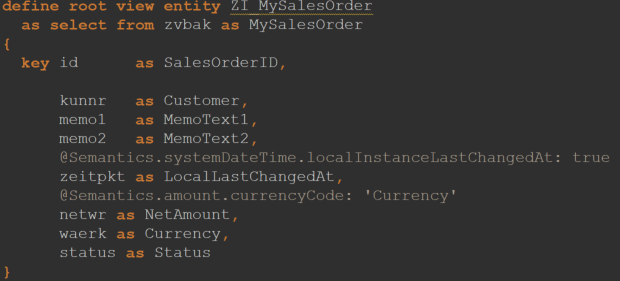 define root view entity ZI_MySalesOrder
as select from zvbak as MySalesOrder
{
key id as SalesOrderID,
kunnr as Customer,
memo1 as MemoText1,
memo2 as MemoText2,
@Semantics.systemDateTime.localInstanceLastChangedAt: true
zeitpkt as LocalLastChangedAt,
@Semantics.amount.currencyCode: 'Currency'
netwr as NetAmount,
waerk as Currency,
status as Status
}